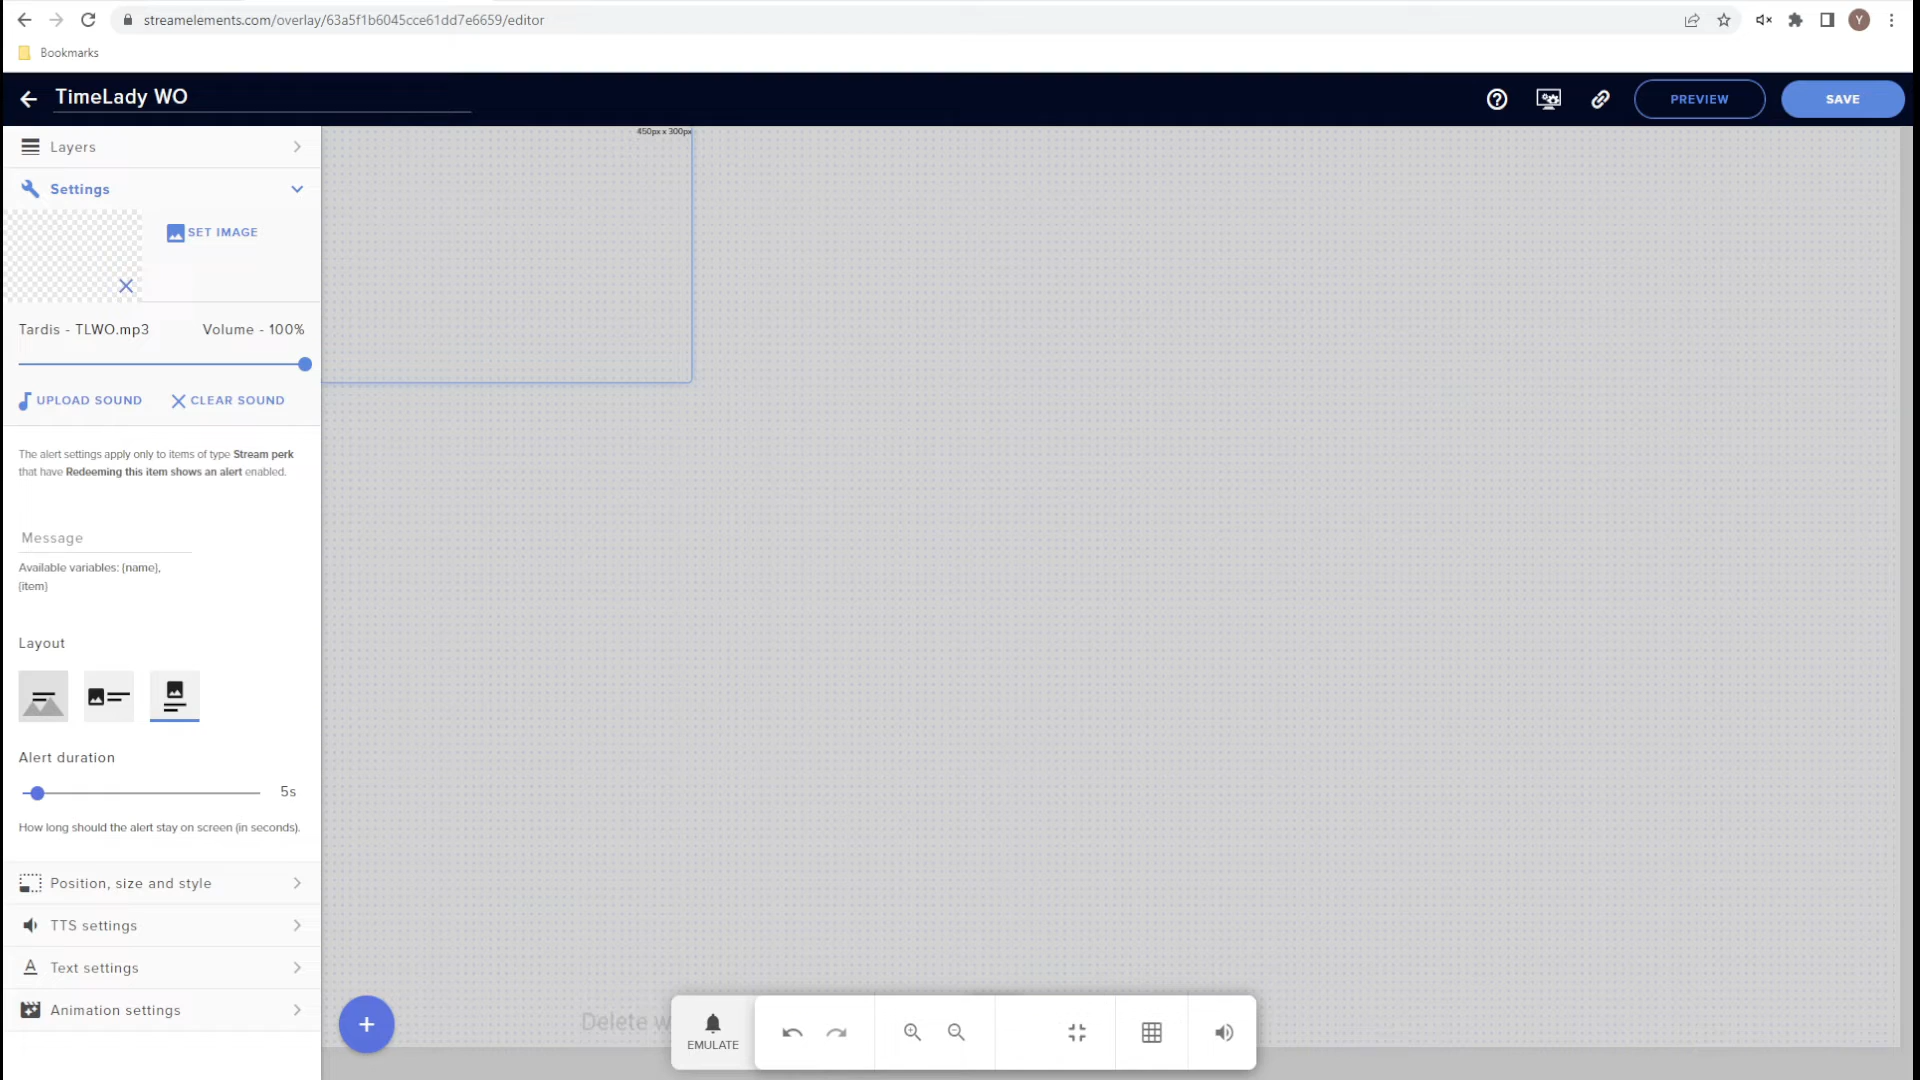 streamelements.com/overlay/63a5f1b6045cce61dd7e6659/editor
Y
Bookmarks
TimeLady WO
PREVIEW
SAVE
Layers
450px x 300px
Settings
SET IMAGE
Tardis - TLWO.mp3
Volume - 100%
UPLOAD SOUND
CLEAR SOUND
The alert settings apply only to items of type Stream perk
that have Redeeming this item shows an alert enabled.
Message
Available variables: {name},
{item}
Layout
Alert duration
5s
How long should the alert stay on screen (in seconds).
Position, size and style
TTS settings
Text settings
Animation settings
Delete w
EMULATE